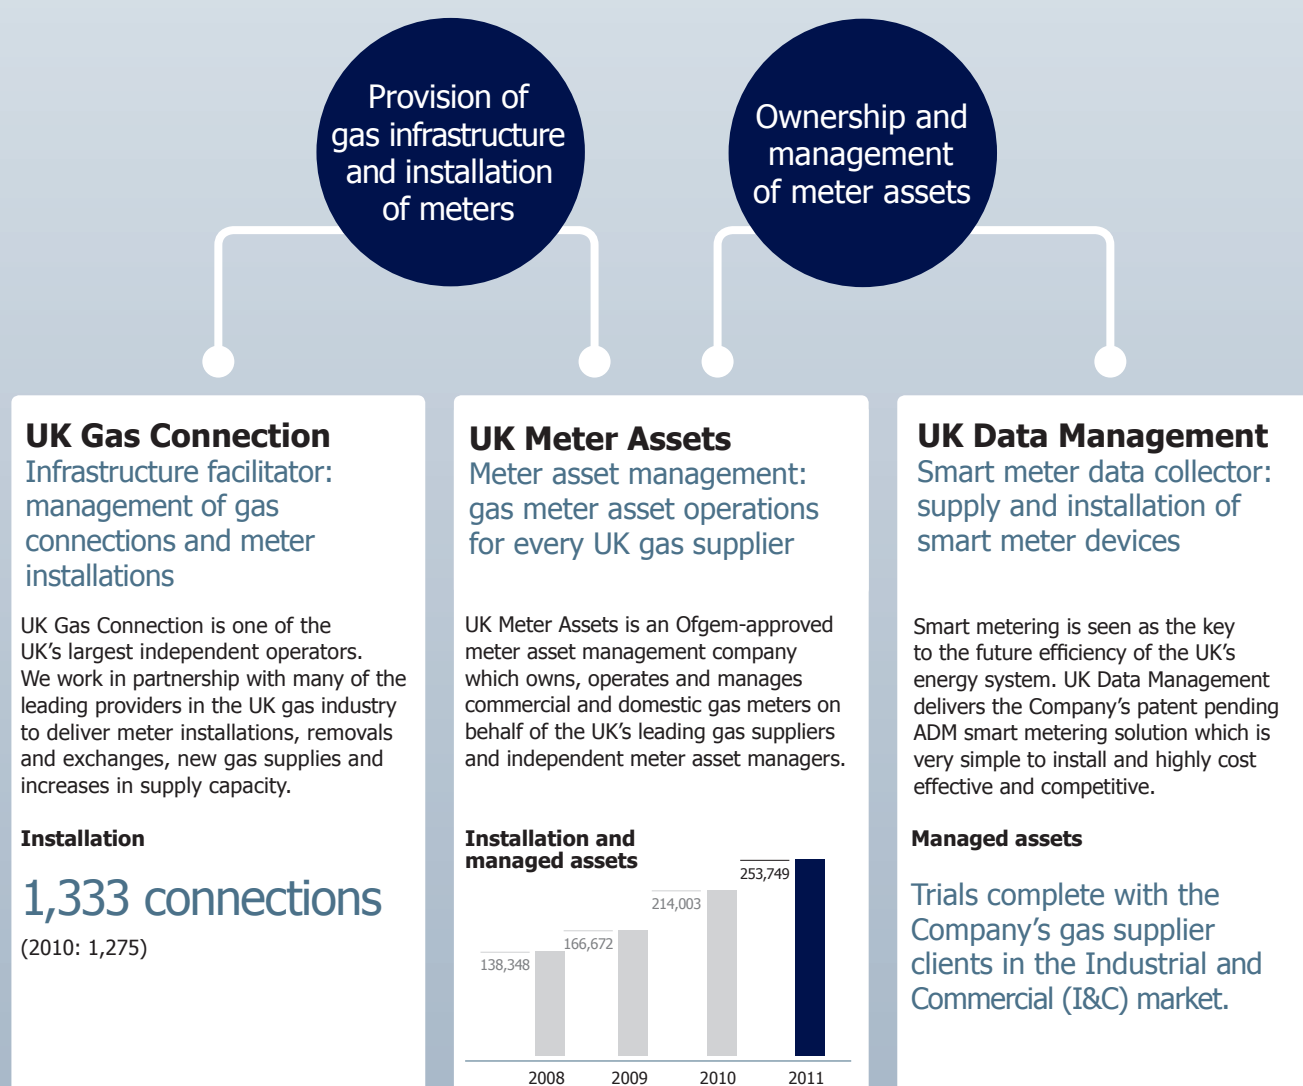 Provision of
gas infrastructure
and installation
of meters
Ownership and
management
of meter assets
UK Gas Connection
Infrastructure facilitator:
management of gas
connections and meter
installations
UK Gas Connection is one of the
UK's largest independent operators.
We work in partnership with many of the
leading providers in the UK gas industry
to deliver meter installations, removals
and exchanges, new gas supplies and
increases in supply capacity.
Installation
1,333 connections
(2010: 1,275)
UK Meter Assets
Meter asset management:
gas meter asset operations
for every UK gas supplier
UK Meter Assets is an Ofgem-approved
meter asset management company
which owns, operates and manages
commercial and domestic gas meters on
behalf of the UK's leading gas suppliers
and independent meter asset managers.
Installation and
managed assets
138,348
166,672
214,003
253,749
2008
2009
2010
2011
UK Data Management
Smart meter data collector:
supply and installation of
smart meter devices
Smart metering is seen as the key
to the future efficiency of the UK's
energy system. UK Data Management
delivers the Company's patent pending
ADM smart metering solution which is
very simple to install and highly cost
effective and competitive.
Managed assets
Trials complete with the
Company's gas supplier
clients in the Industrial and
Commercial (I&C) market.